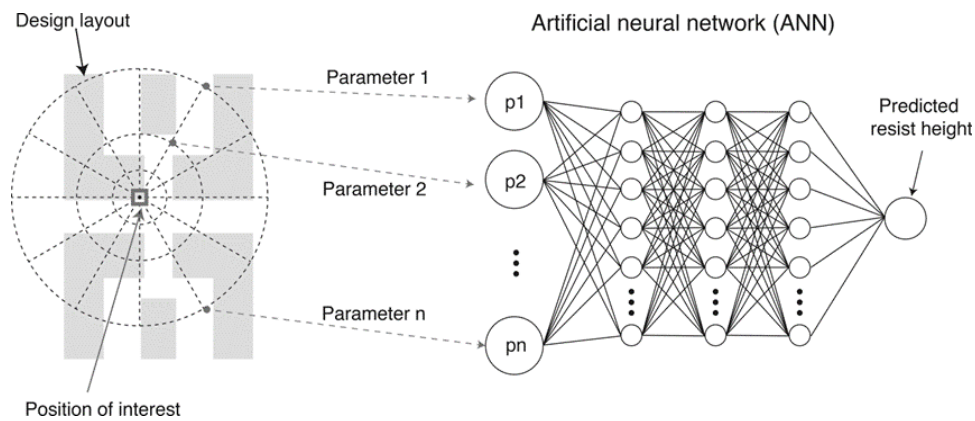 Design layout
Artificial neural network (ANN)
Parameter 1
p1
Predicted
resist height
Parameter 2
p2
Parameter n
pn
Position of interest